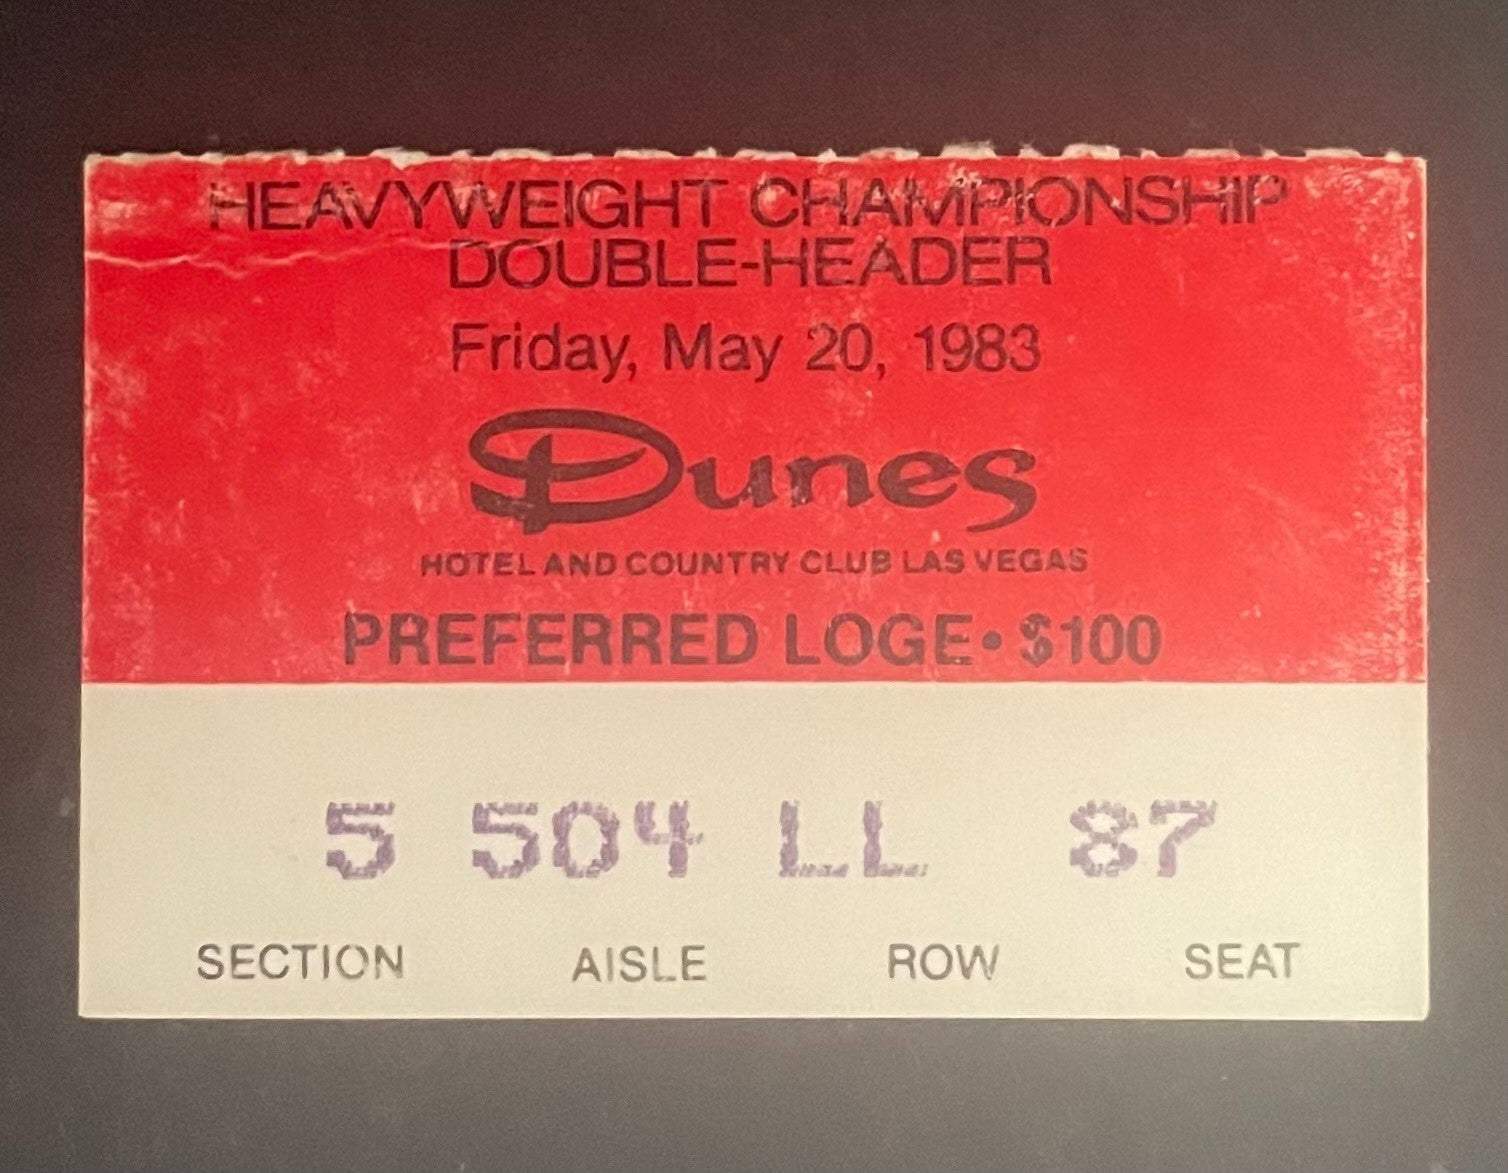 HEAVYWEIGHT CHAMPIONSHIP
DOUBLE-HEADER
Friday, May 20, 1983
Dunes
HOTEL AND COUNTRY CLUB LAS VEGAS
PREFERRED LOGE • $100
5 504 LL 87
SECTION AISLE ROW SEAT